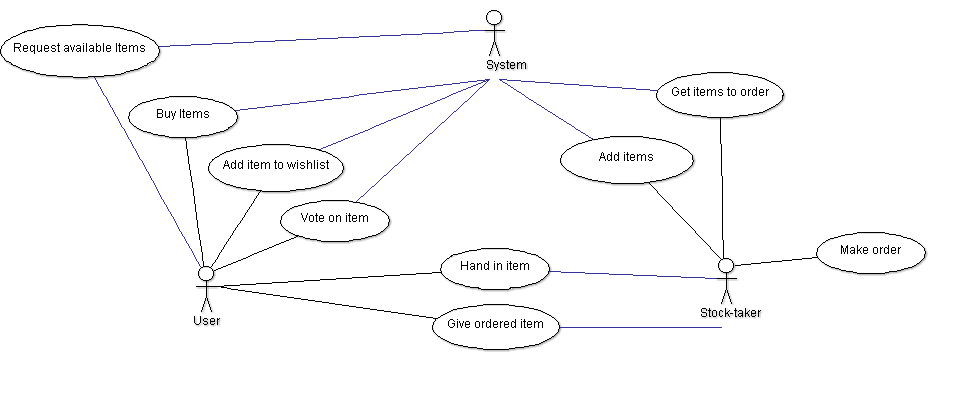 Request available Items
System
Get items to order
Buy Items
Add items
Add item to wishlist
Vote on item
Make order
Hand in item
User
Stock-taker
Give ordered item